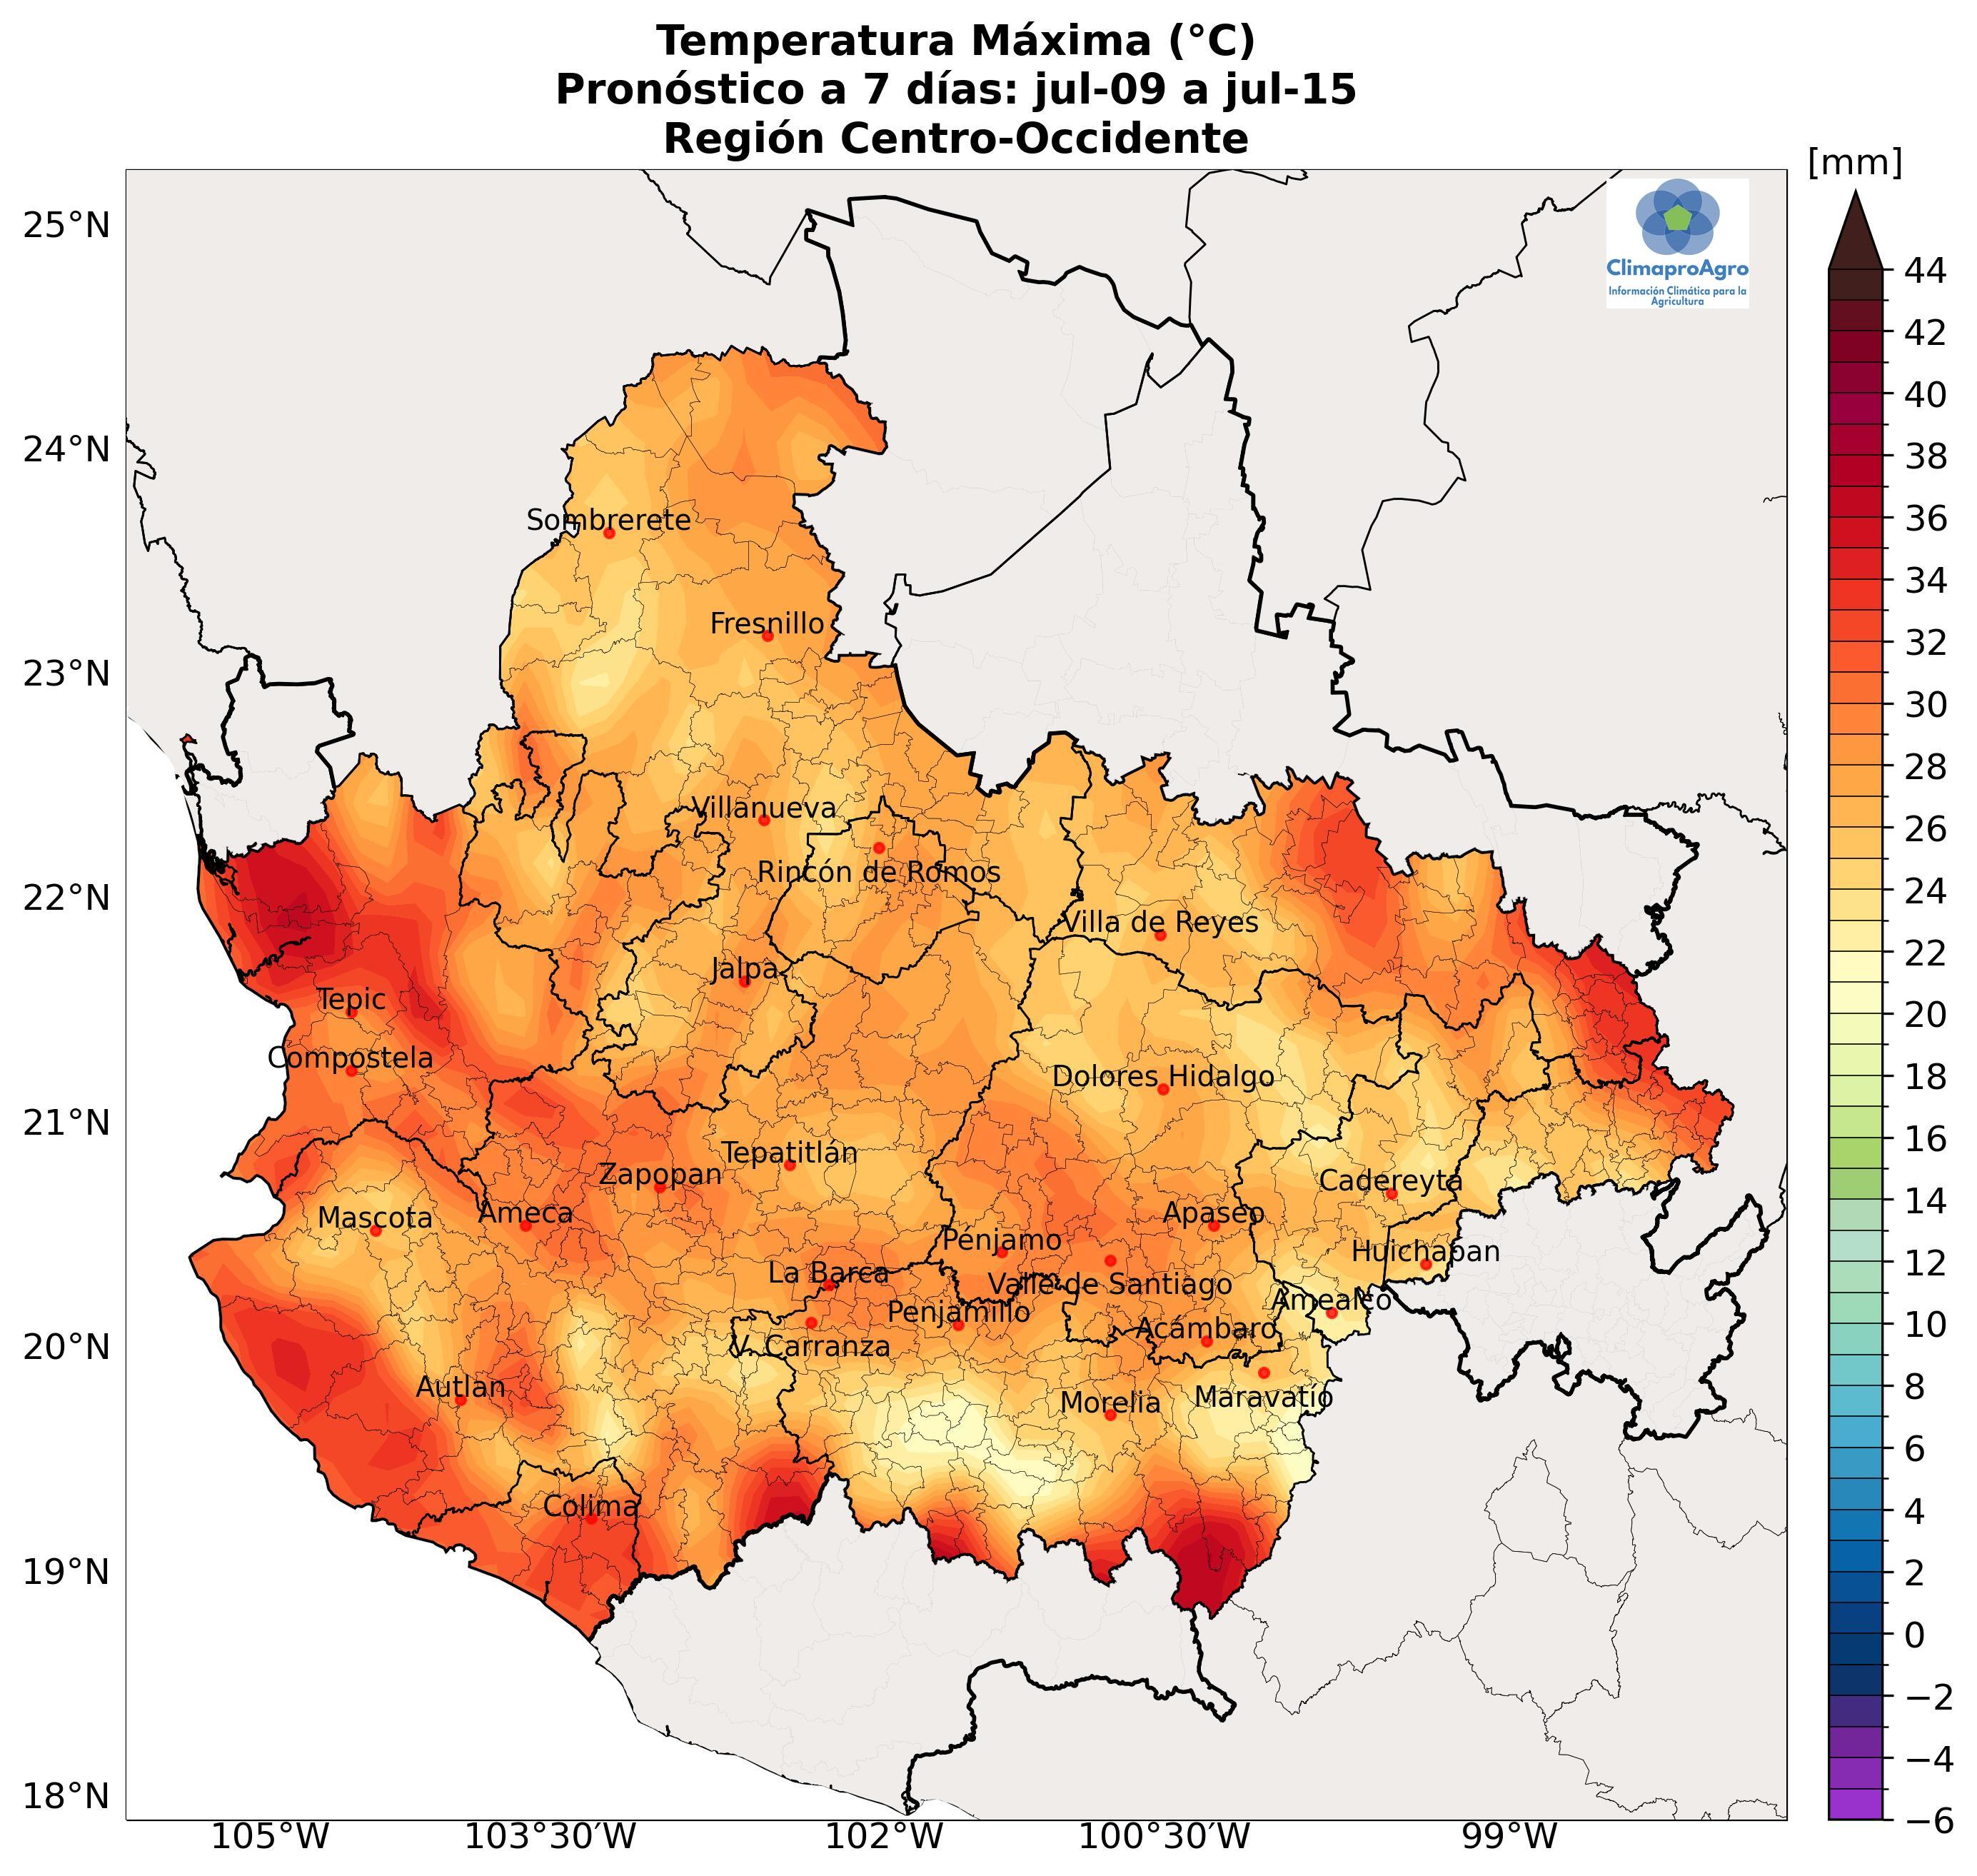 Temperatura Máxima (°C)
Pronóstico a 7 días: jul-09 a jul-15
Región Centro-Occidente
[mm]
ClimaproAgro
Información Climática para la
Agricultura
25°N
24°N
23°N
22°N
21°N
20°N
19°N
18°N
Sombrerete
Fresnillo
Villanueva
Rincón de Romos
Villa de Reyes
Jalpa
Tepic
Compostela
Dolores Hidalgo
Tepatitlán
Zapopan
Cadereyta
Mascota
Ameca
Apaseo
Pénjamo
Huichapan
La Barca
Valle de Santiago
Amealco
Penjamillo
Acámbaro
V. Carranza
Autlan
Maravatío
Morelia
Colima
105°W
103°30′W
102°W
100°30′W
99°W
44
42
40
38
36
34
32
30
28
26
24
22
20
18
16
14
12
10
8
6
4
2
0
−2
−4
−6